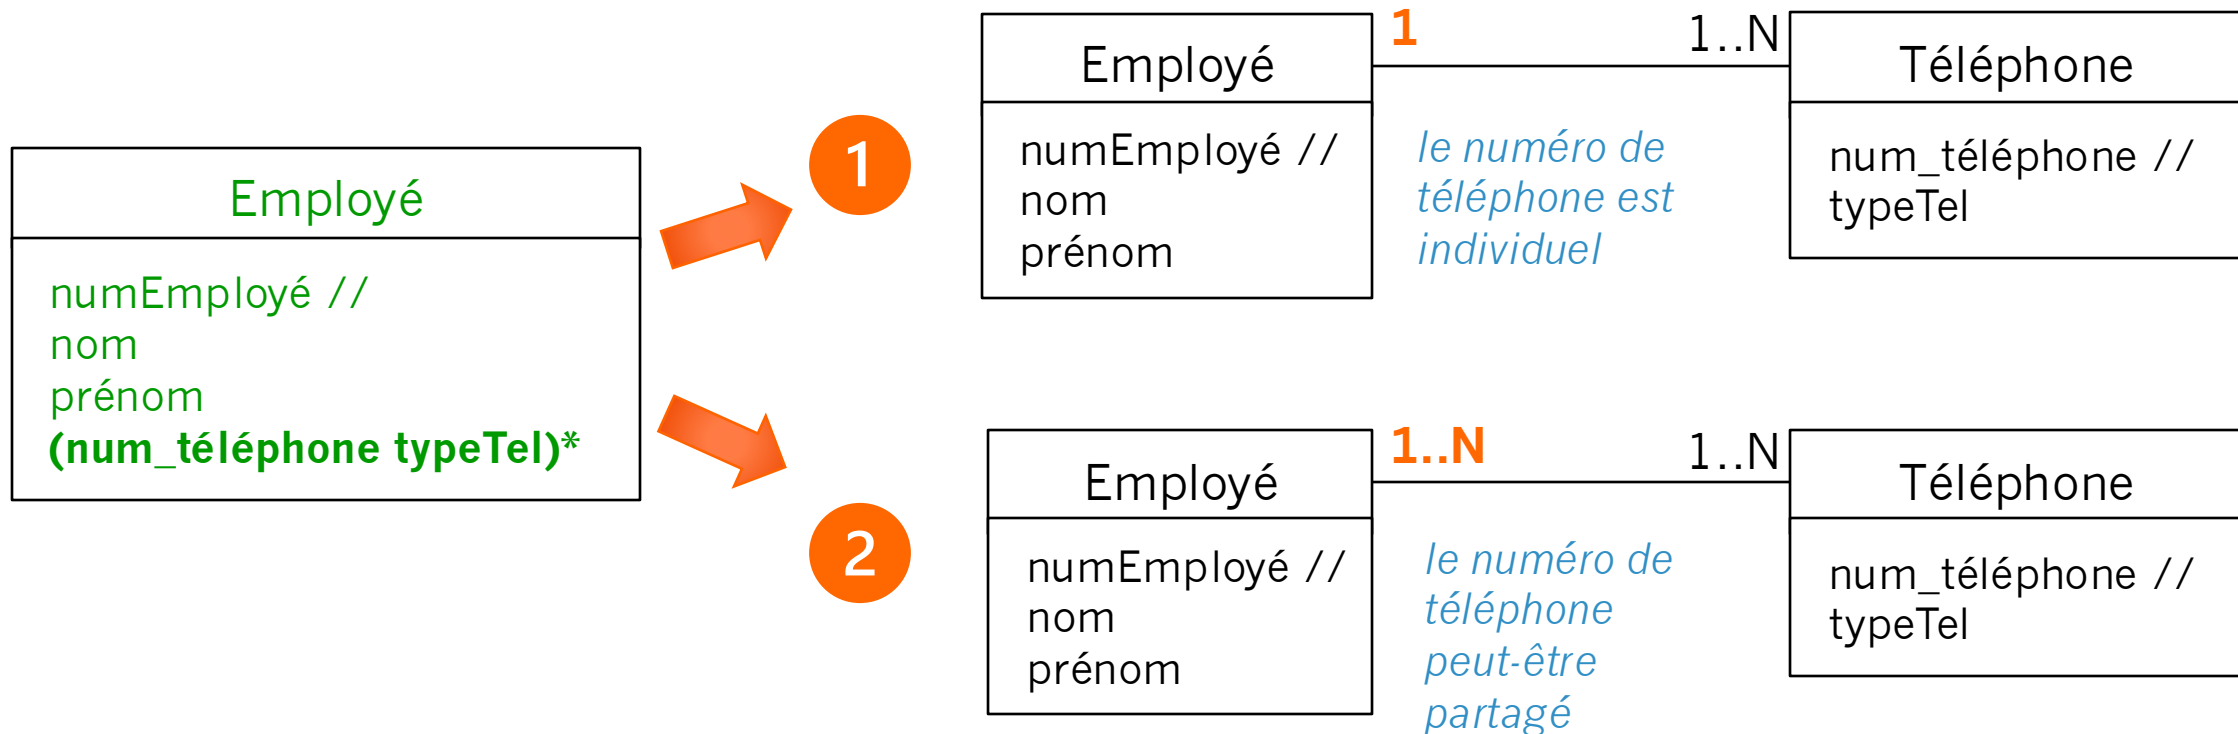 Employé
numEmployé //
nom
prénom
(num_téléphone typeTel)*
1
Employé
numEmployé //
nom
prénom
1
1..N
le numéro de
téléphone est
individuel
Téléphone
num_téléphone //
typeTel
2
Employé
numEmployé //
nom
prénom
1..N
1..N
le numéro de
téléphone
peut-être
partagé
Téléphone
num_téléphone //
typeTel